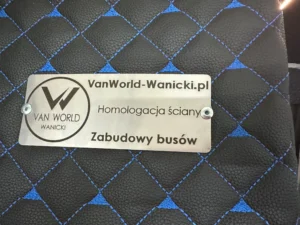 VanWorld-Wanicki.pl
W
VAN WORLD
WANICKI
Homologacja ściany
Zabudowy busów